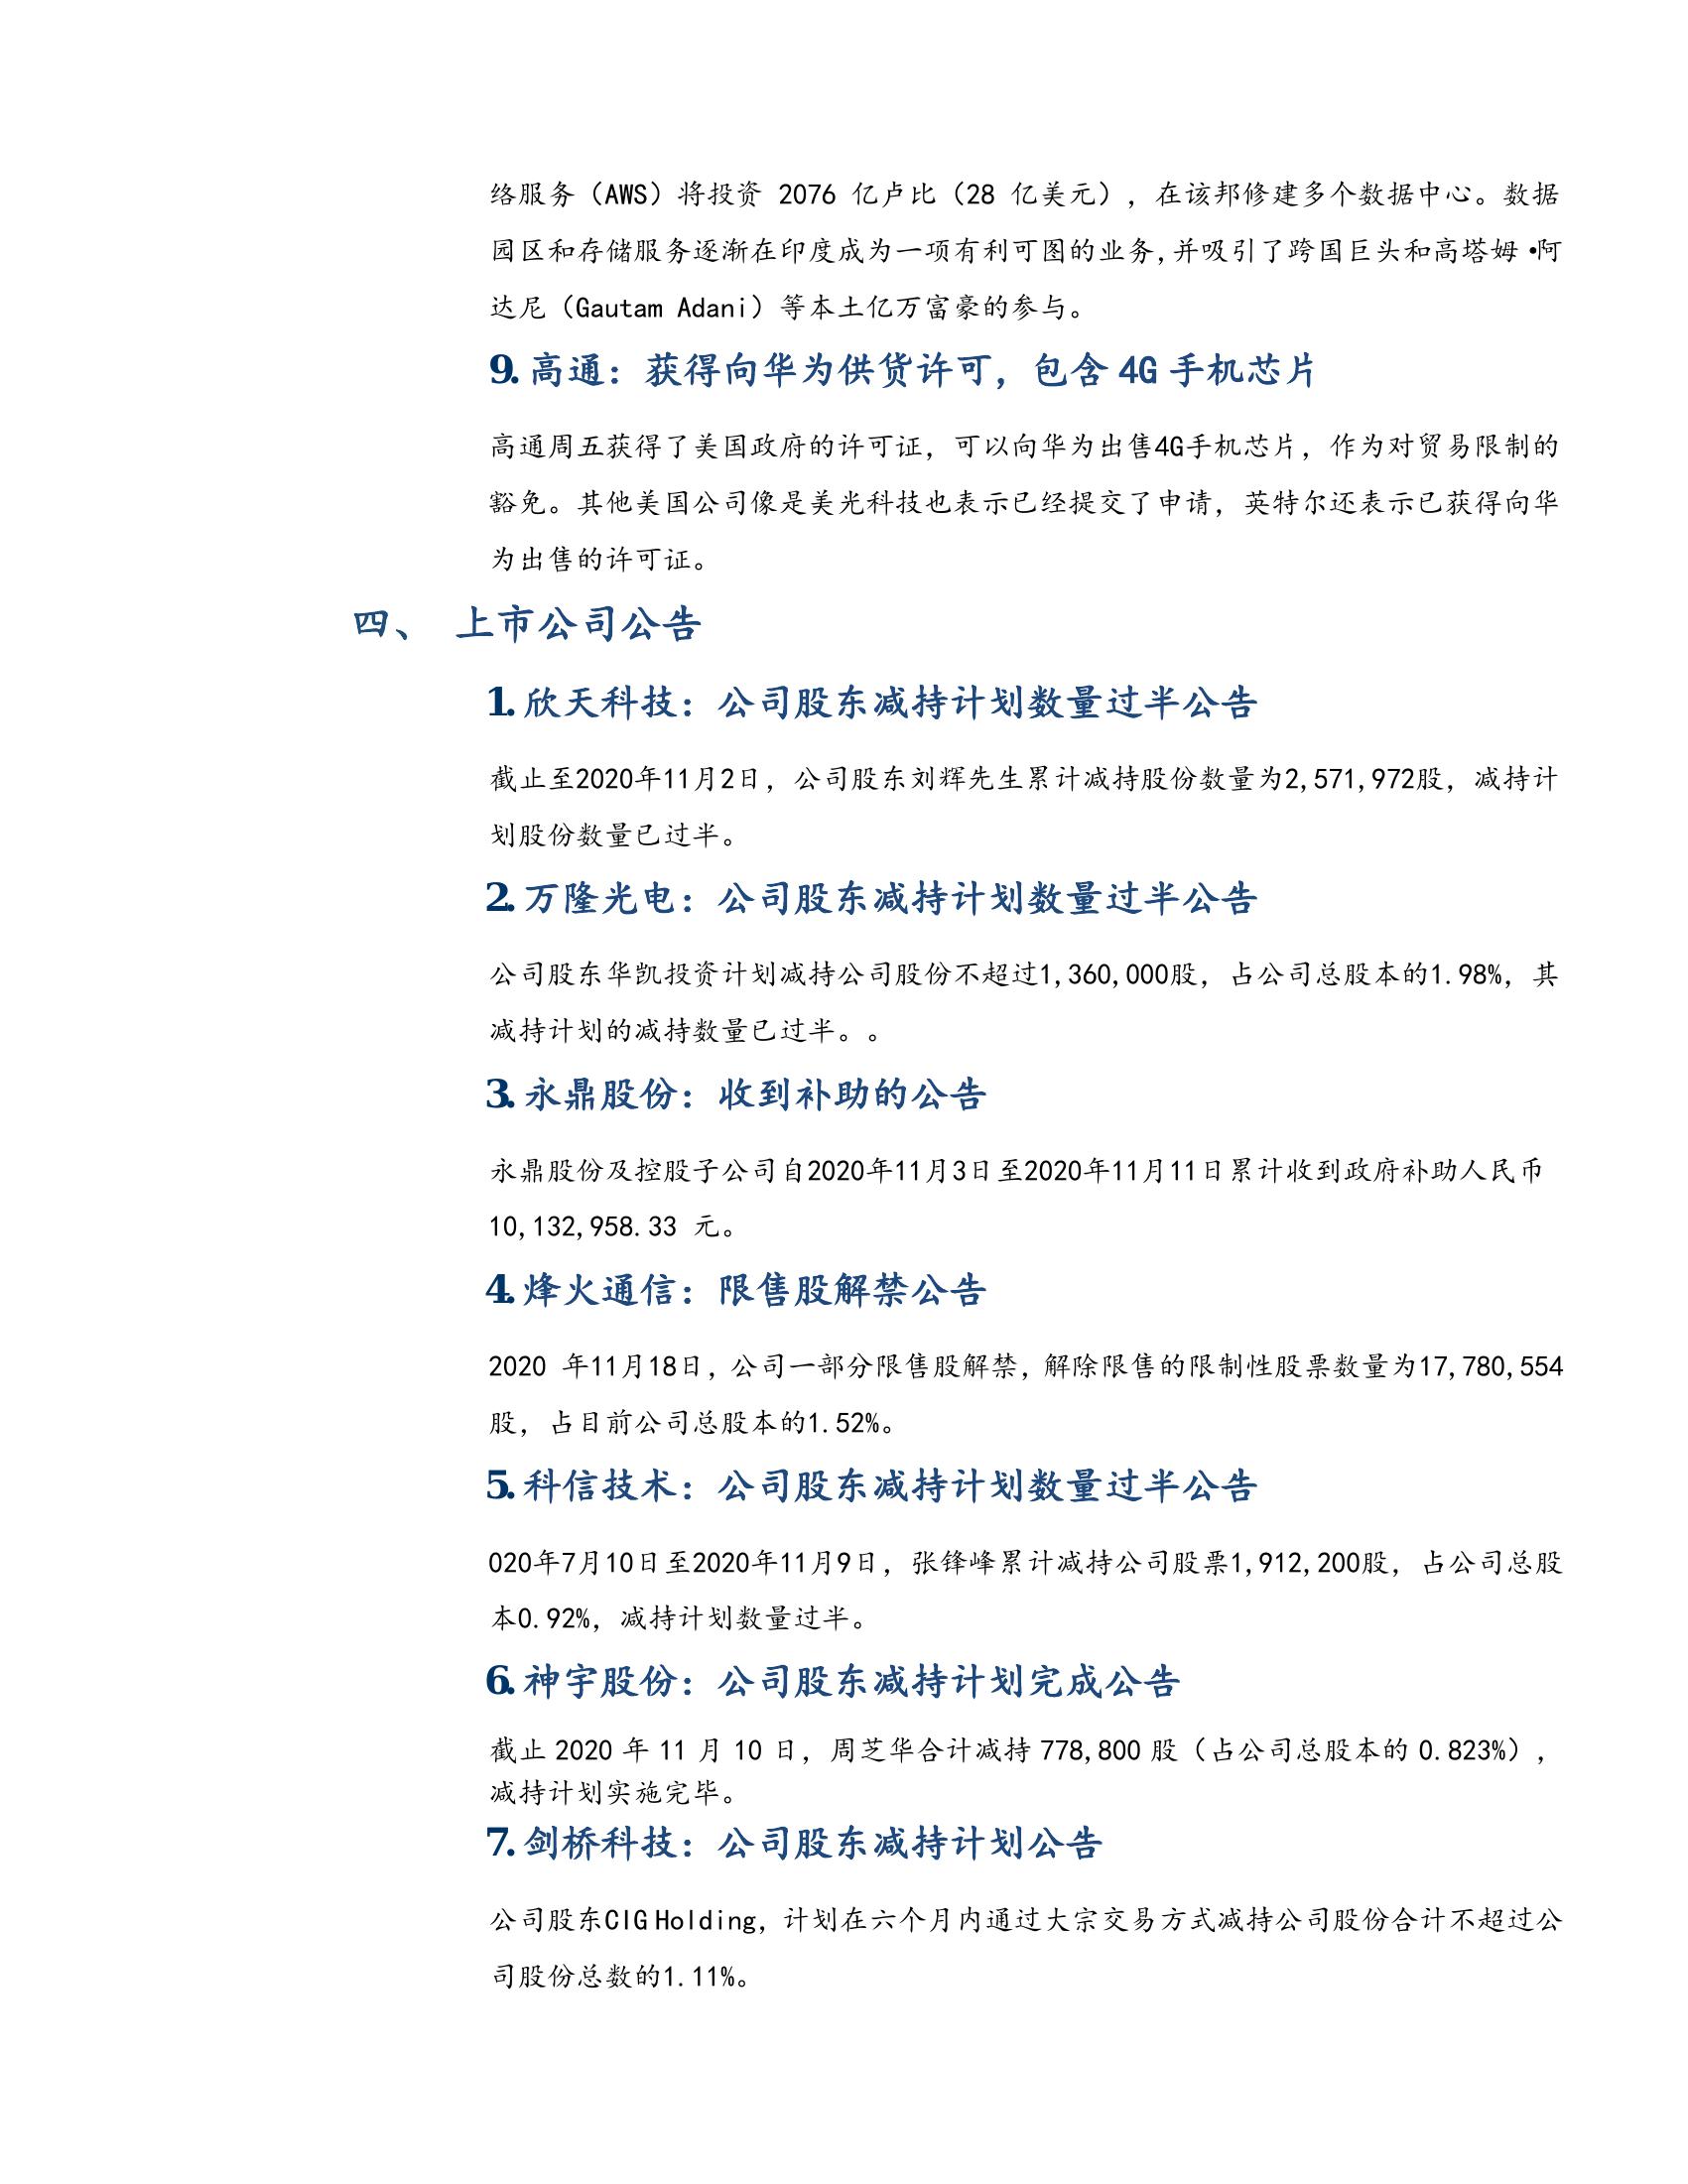 络服务（AWS）将投资 2076 亿卢比（28 亿美元），在该邦修建多个数据中心。数据
园区和存储服务逐渐在印度成为一项有利可图的业务,并吸引了跨国巨头和高塔姆·阿
达尼（Gautam Adani）等本土亿万富豪的参与。
9. 高通：获得向华为供货许可，包含 4G 手机芯片
高通周五获得了美国政府的许可证，可以向华为出售4G手机芯片，作为对贸易限制的
豁免。其他美国公司像是美光科技也表示已经提交了申请，英特尔还表示已获得向华
为出售的许可证。
四、 上市公司公告
1. 欣天科技：公司股东减持计划数量过半公告
截止至2020年11月2日，公司股东刘辉先生累计减持股份数量为2,571,972股，减持计
划股份数量已过半。
2. 万隆光电：公司股东减持计划数量过半公告
公司股东华凯投资计划减持公司股份不超过1,360,000股，占公司总股本的1.98%，其
减持计划的减持数量已过半。。
3. 永鼎股份：收到补助的公告
永鼎股份及控股子公司自2020年11月3日至2020年11月11日累计收到政府补助人民币
10,132,958.33 元。
4. 烽火通信：限售股解禁公告
2020 年11月18日,公司一部分限售股解禁,解除限售的限制性股票数量为17,780,554
股，占目前公司总股本的1.52%。
5. 科信技术：公司股东减持计划数量过半公告
020年7月10日至2020年11月9日，张锋峰累计减持公司股票1,912,200股，占公司总股
本0.92%，减持计划数量过半。
6. 神宇股份：公司股东减持计划完成公告
截止 2020 年 11 月 10 日，周芝华合计减持 778,800 股（占公司总股本的 0.823%），
减持计划实施完毕。
7. 剑桥科技：公司股东减持计划公告
公司股东CIG Holding，计划在六个月内通过大宗交易方式减持公司股份合计不超过公
司股份总数的1.11%。